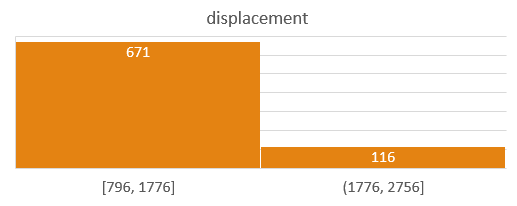 displacement
671
116
[796, 1776]
(1776, 2756]